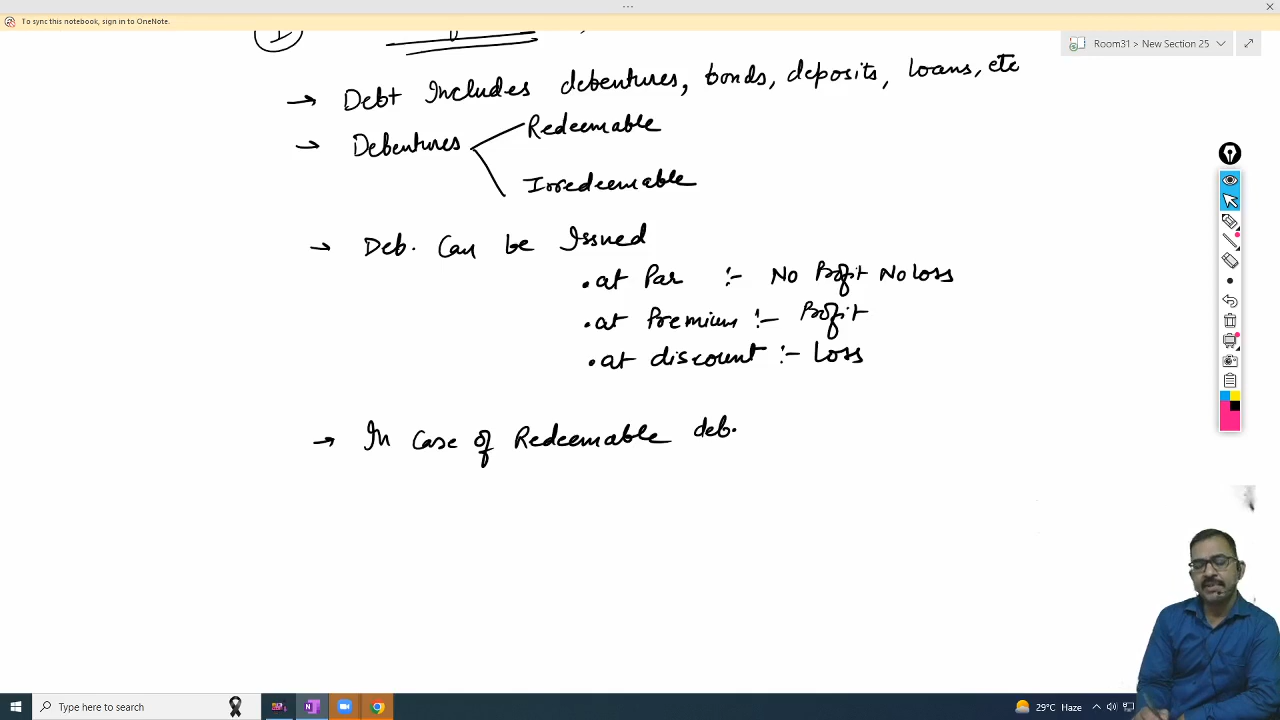 ...
To sync this notebook, sign in to OneNote.
Room31 > New Section 25
→ Debt Includes debentures, bonds, deposits, loans, etc
→ Debentures
Redeemable
Irredeemable
→ Deb. Can be Issued
• at Par :- No Profit No Loss
• at Premium :- Profit
• at discount :- Loss
→ In Case of Redeemable deb.
Type here to search
29°C Haze